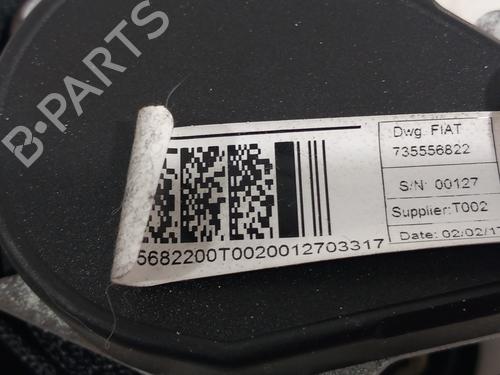 Dwg. FIAT
735556822
S/N: 00127
Supplier:T002
Date: 02/02/17
5682200T0020012703317
B-PARTS